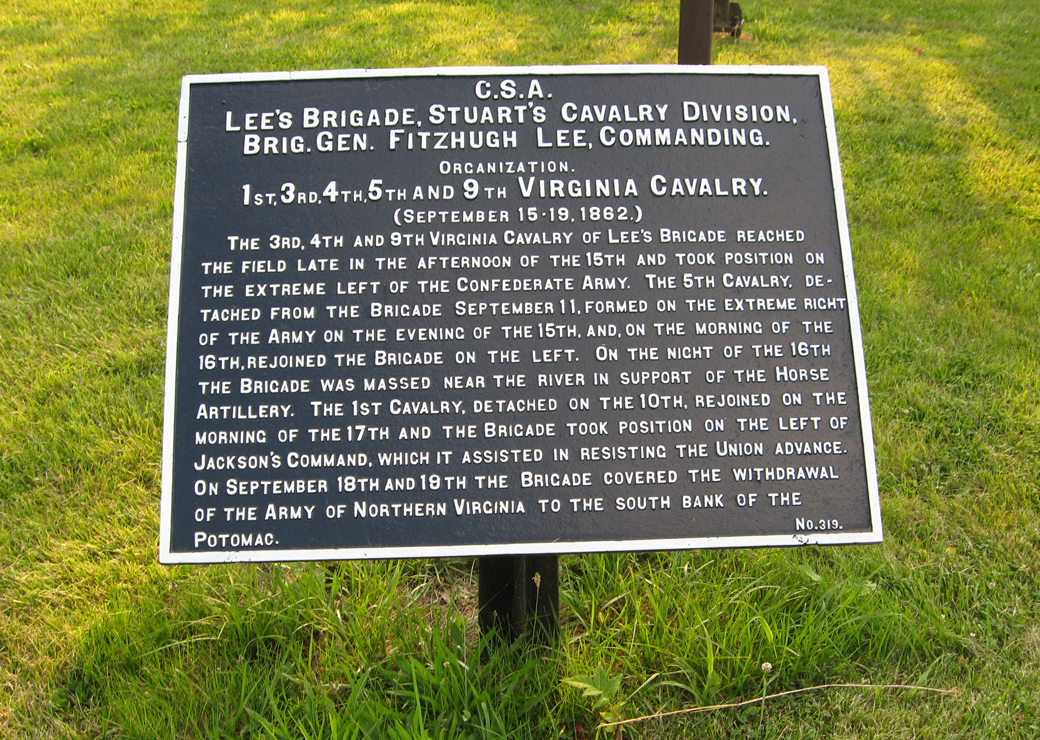 C.S.A.
LEE'S BRIGADE, STUART'S CAVALRY DIVISION,
BRIG. GEN. FITZHUGH LEE, COMMANDING.
ORGANIZATION.
1ST, 3RD, 4TH, 5TH AND 9TH VIRGINIA CAVALRY.
(SEPTEMBER 15-19, 1862.)
THE 3RD, 4TH AND 9TH VIRGINIA CAVALRY OF LEE'S BRIGADE REACHED
THE FIELD LATE IN THE AFTERNOON OF THE 15TH AND TOOK POSITION ON
THE EXTREME LEFT OF THE CONFEDERATE ARMY. THE 5TH CAVALRY, DE-
TACHED FROM THE BRIGADE SEPTEMBER 11, FORMED ON THE EXTREME RIGHT
OF THE ARMY ON THE EVENING OF THE 15TH, AND, ON THE MORNING OF THE
16TH, REJOINED THE BRIGADE ON THE LEFT. ON THE NIGHT OF THE 16TH
THE BRIGADE WAS MASSED NEAR THE RIVER IN SUPPORT OF THE HORSE
ARTILLERY. THE 1ST CAVALRY, DETACHED ON THE 10TH, REJOINED ON THE
MORNING OF THE 17TH AND THE BRIGADE TOOK POSITION ON THE LEFT OF
JACKSON'S COMMAND, WHICH IT ASSISTED IN RESISTING THE UNION ADVANCE.
ON SEPTEMBER 18TH AND 19TH THE BRIGADE COVERED THE WITHDRAWAL
OF THE ARMY OF NORTHERN VIRGINIA TO THE SOUTH BANK OF THE
POTOMAC.
NO. 319.